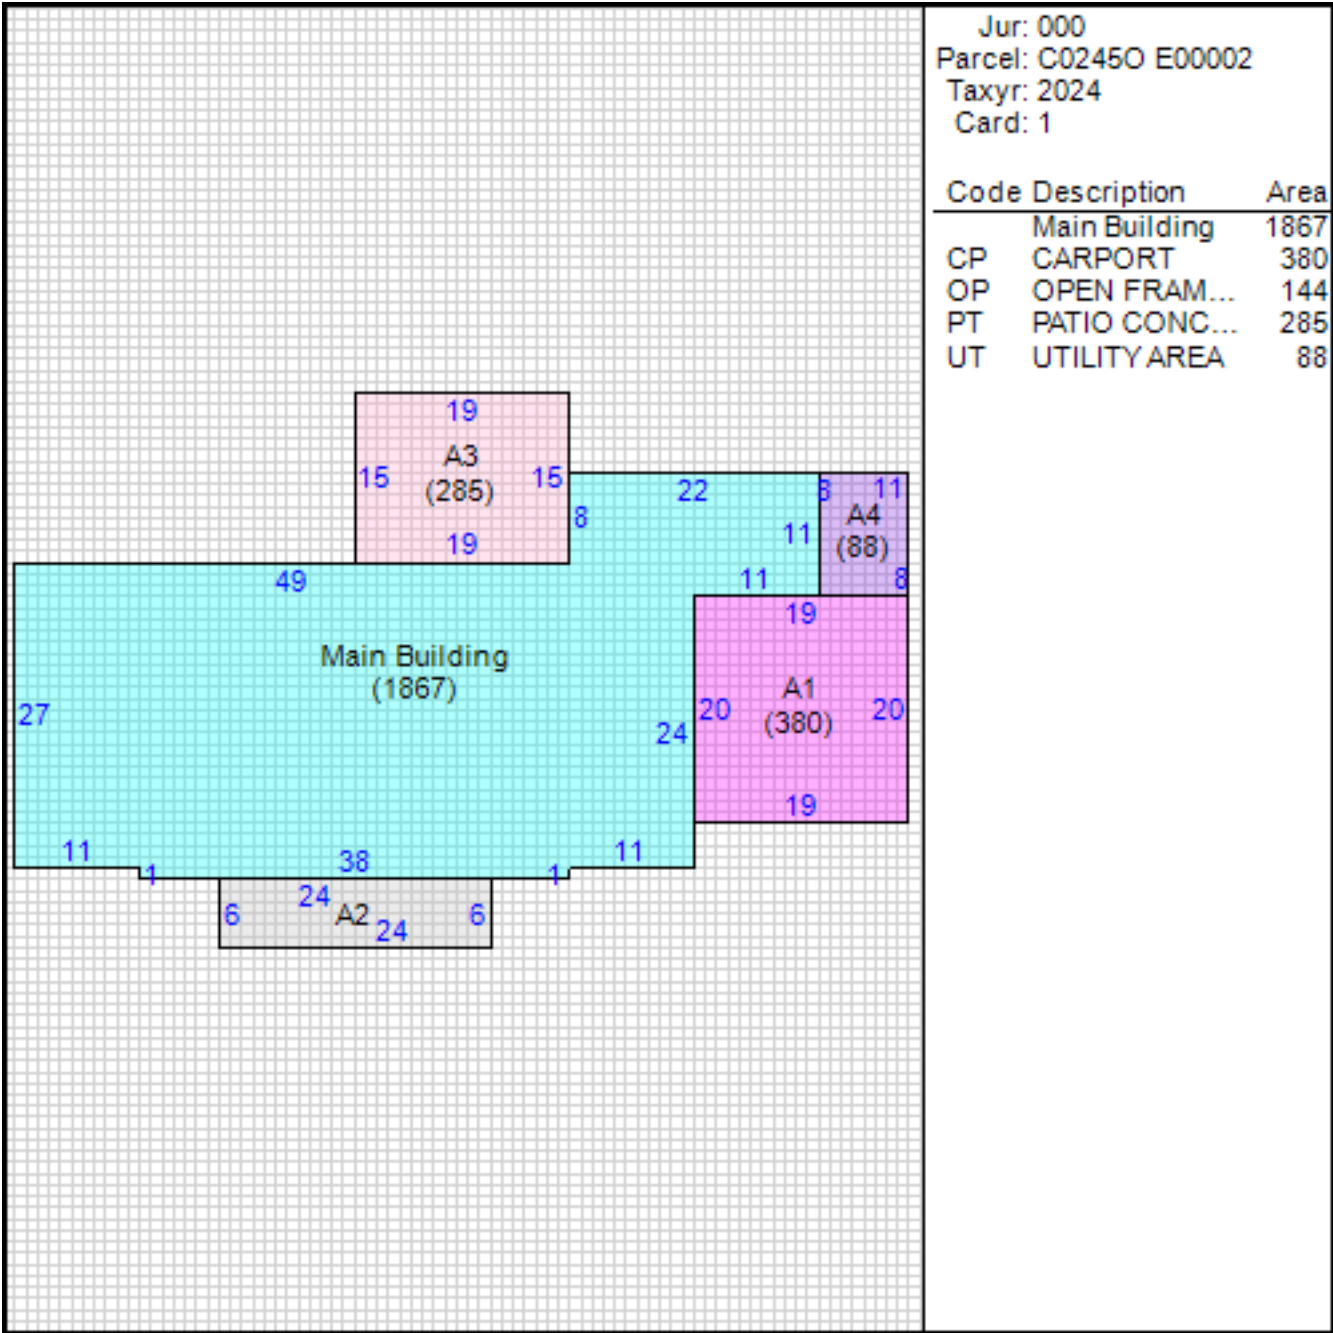 Jur: 000
Parcel: C0245O E00002
Taxyr: 2024
Card: 1
Code Description Area
Main Building 1867
CP CARPORT 380
OP OPEN FRAM... 144
PT PATIO CONC... 285
UT UTILITY AREA 88
19
A3
15 15
(285)
19
22
8
11
8 11
A4
(88)
8
11
49
Main Building
(1867)
27
24
19
A1
20 20
(380)
19
11
1
38
1
11
24
6 A2 6
24